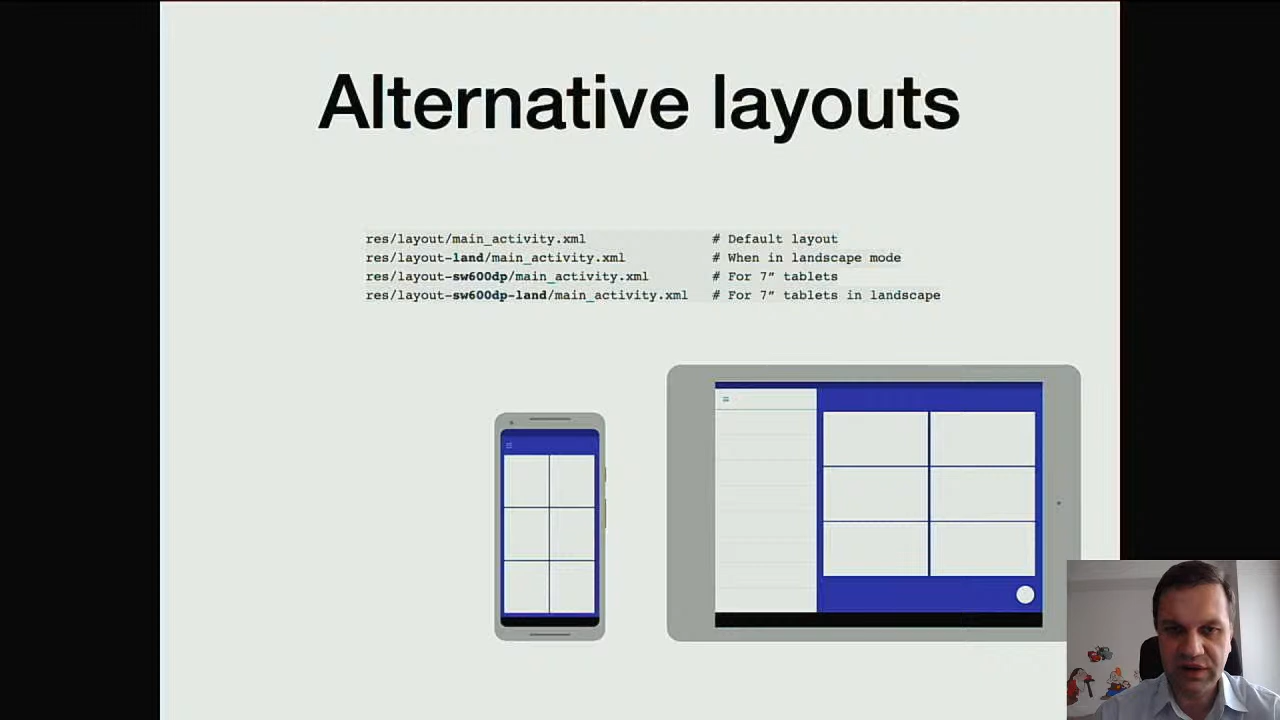 Alternative layouts
res/layout/main_activity.xml # Default layout
res/layout-land/main_activity.xml # When in landscape mode
res/layout-sw600dp/main_activity.xml # For 7” tablets
res/layout-sw600dp-land/main_activity.xml # For 7” tablets in landscape